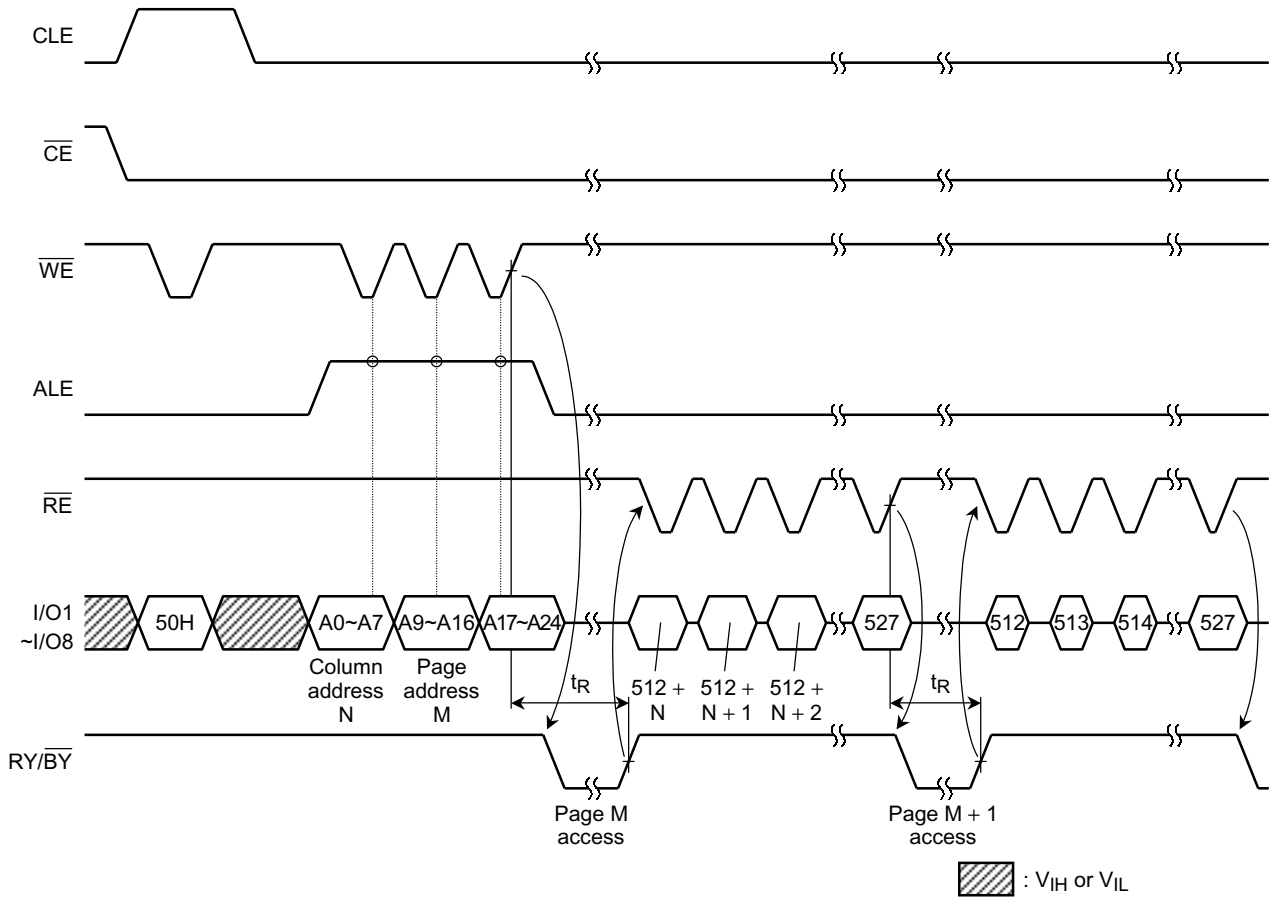 CLE
CE
WE
ALE
RE
I/O1
~I/O8
50H
A0~A7
A9~A16
A17~A24
527
512
513
514
527
Column
address
N
Page
address
M
tR
512 +
N
512 +
N + 1
512 +
N + 2
tR
RY/BY
Page M
access
Page M + 1
access
: VIH or VIL